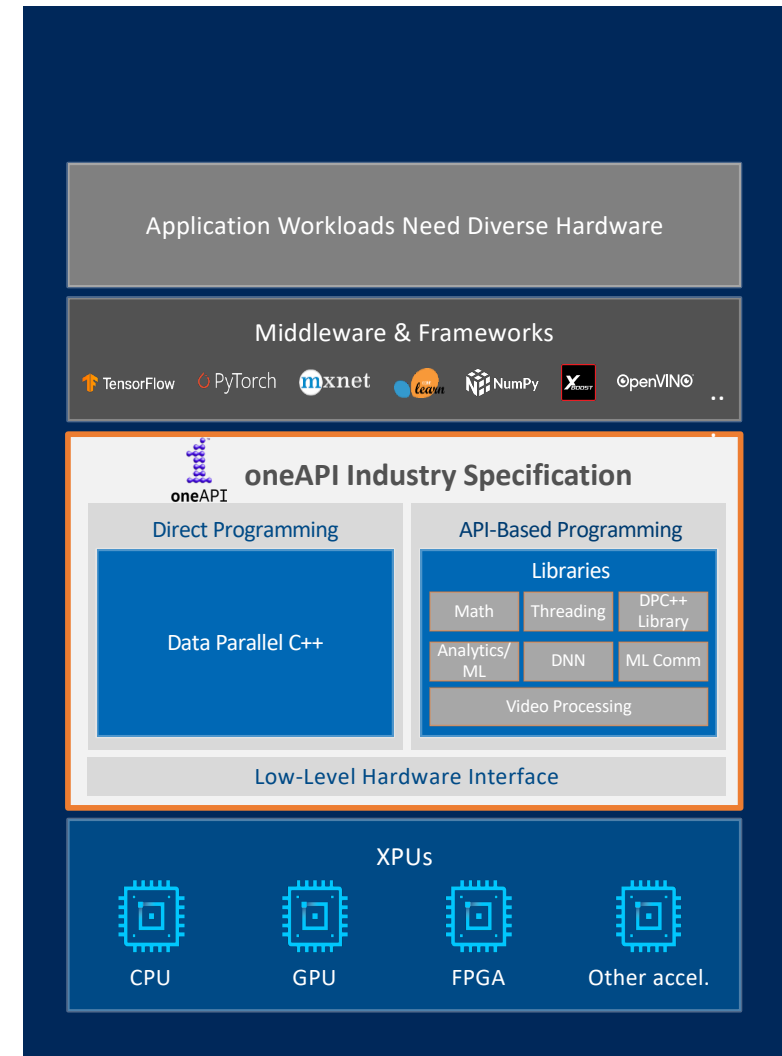 Application Workloads Need Diverse Hardware
Middleware & Frameworks
TensorFlow PyTorch mxnet learn NumPy XBOOST OpenVINO ..
.
oneAPI
oneAPI Industry Specification
Direct Programming
Data Parallel C++
API-Based Programming
Libraries
Math
Threading
DPC++
Library
Analytics/
ML
DNN
ML Comm
Video Processing
Low-Level Hardware Interface
XPUs
CPU
GPU
FPGA
Other accel.